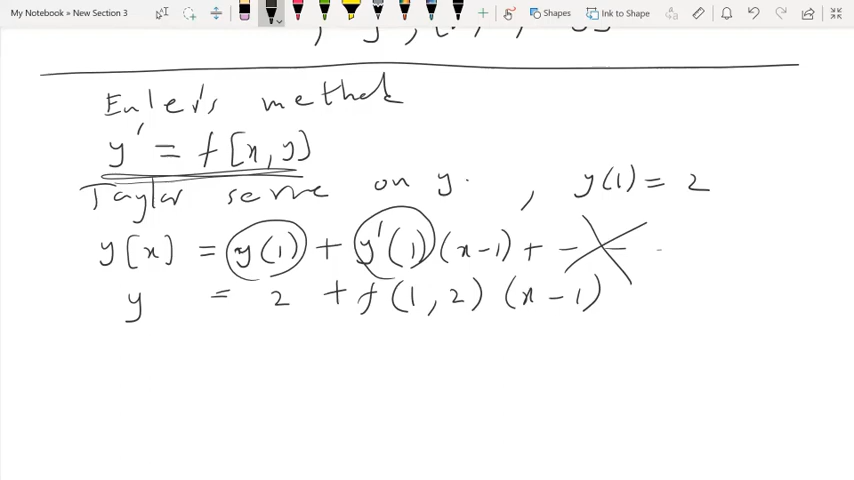 My Notebook » New Section 3
Shapes
Ink to Shape
Euler's method
y' = f[x, y]
Taylor serire on y. , y(1) = 2
y[x] = y(1) + y'(1)(x-1) + - -
y = 2 + f(1, 2) (x - 1)